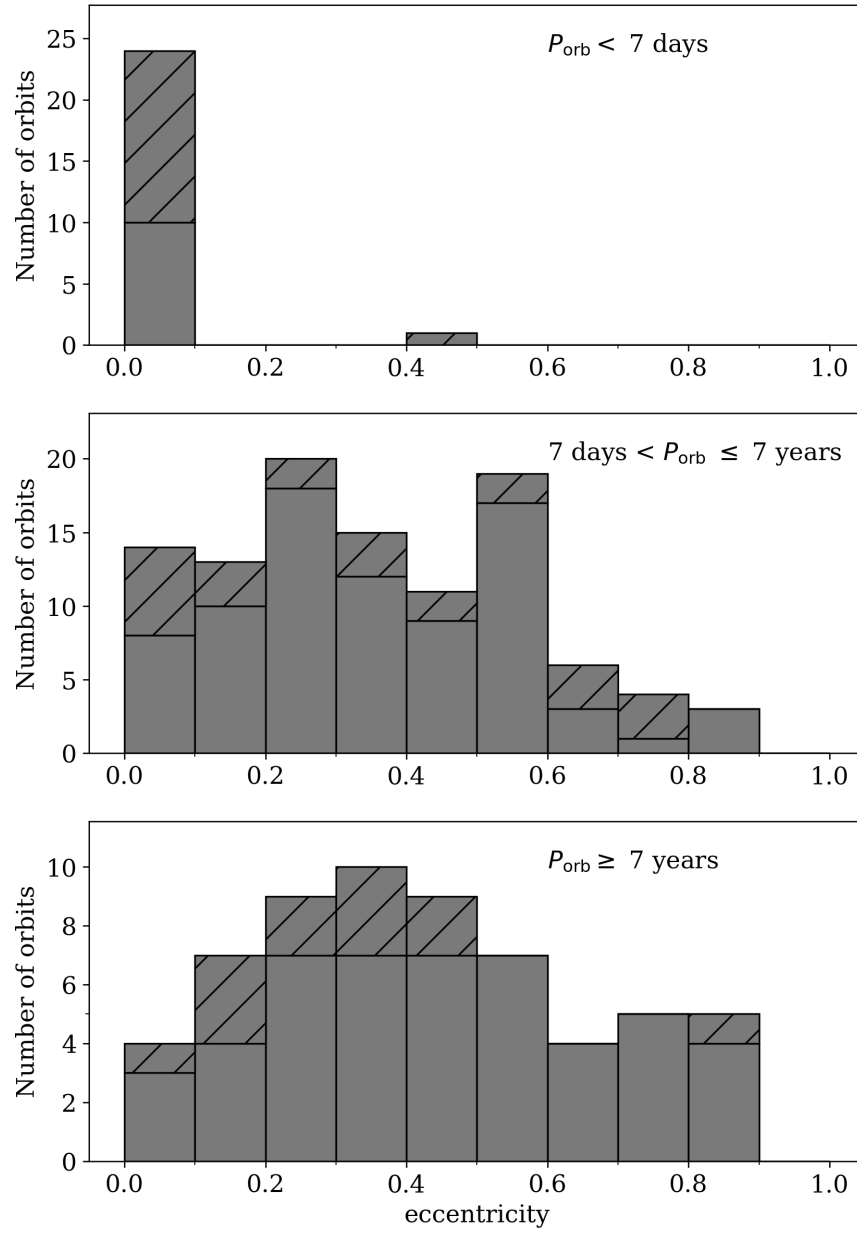 P_orb < 7 days
Number of orbits
25
20
15
10
5
0
0.0 0.2 0.4 0.6 0.8 1.0
7 days < P_orb ≤ 7 years
Number of orbits
20
15
10
5
0
0.0 0.2 0.4 0.6 0.8 1.0
P_orb ≥ 7 years
Number of orbits
10
8
6
4
2
0
0.0 0.2 0.4 0.6 0.8 1.0
eccentricity